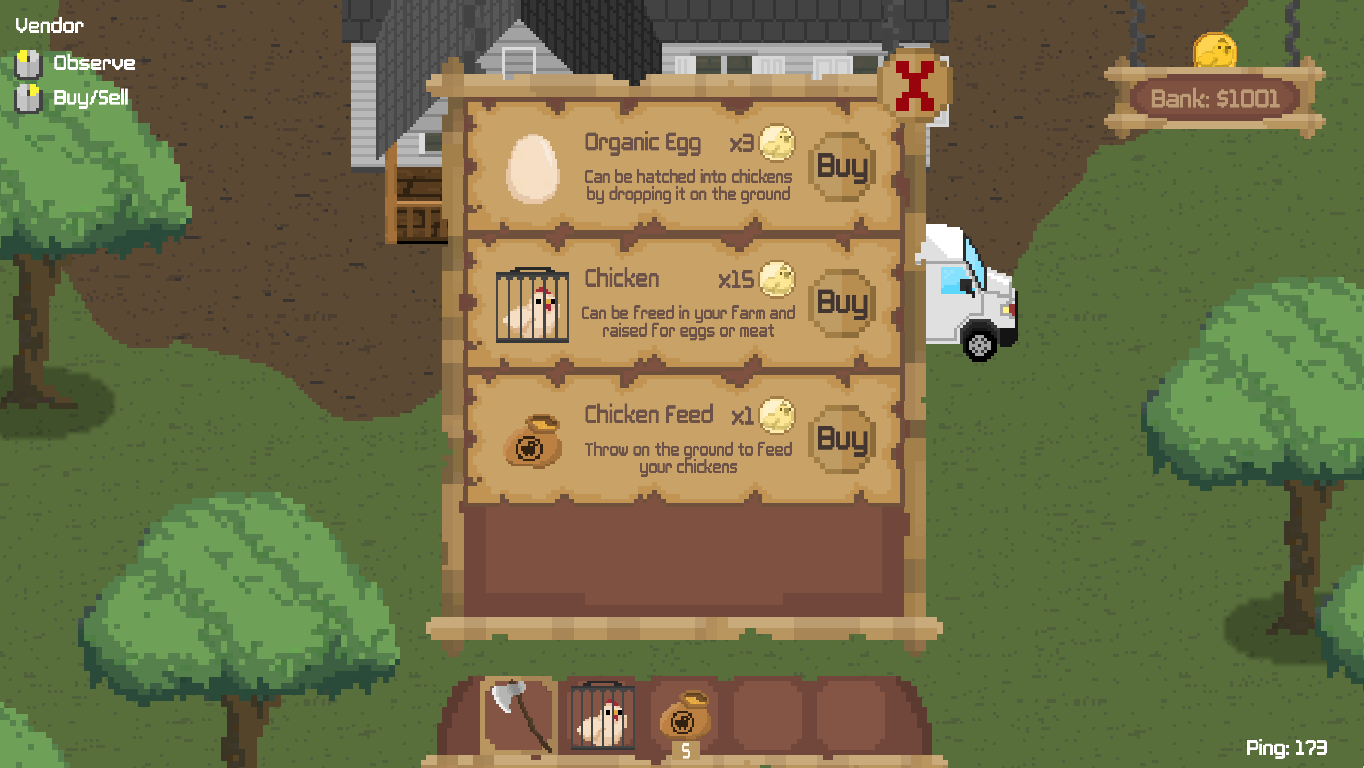 Vendor
Observe
Buy/Sell
Bank: $1001
X
Organic Egg x3
Can be hatched into chickens
by dropping it on the ground
Buy
Chicken x15
Can be freed in your farm and
raised for eggs or meat
Buy
Chicken Feed x1
Throw on the ground to feed
your chickens
Buy
5
Ping: 173